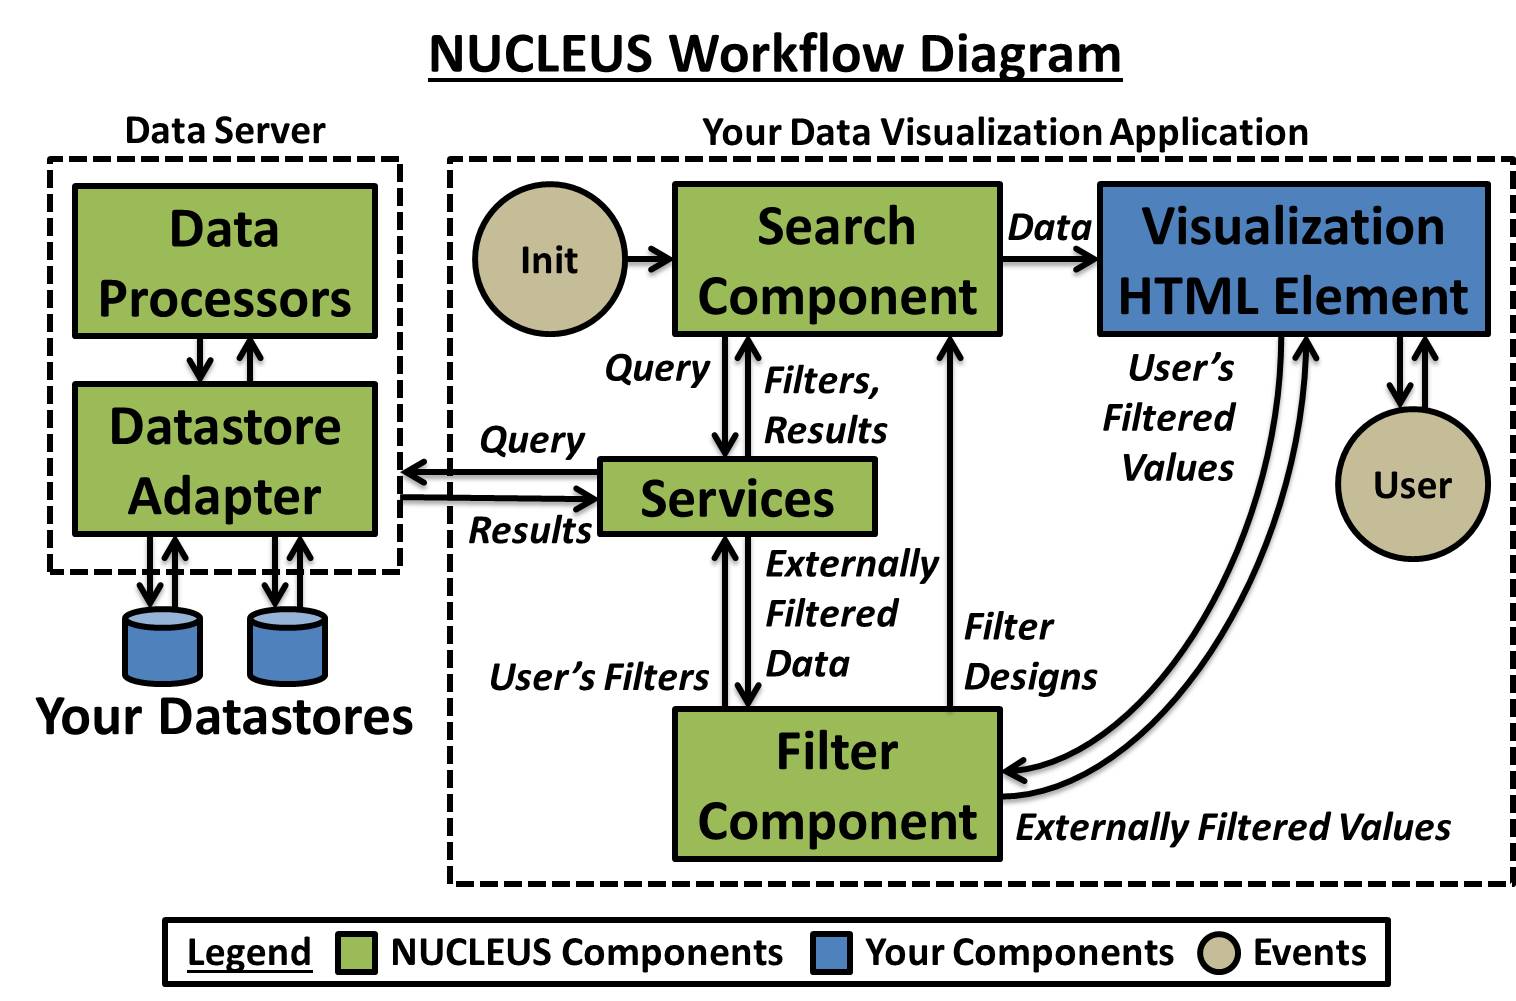 NUCLEUS Workflow Diagram
Data Server
Data
Processors
Datastore
Adapter
Your Datastores
Your Data Visualization Application
Init
Search
Component
Data
Visualization
HTML Element
Query
Filters,
Results
User's
Filtered
Values
User
Query
Results
Services
User's Filters
Externally
Filtered
Data
Filter
Designs
Filter
Component
Externally Filtered Values
Legend
NUCLEUS Components
Your Components
Events